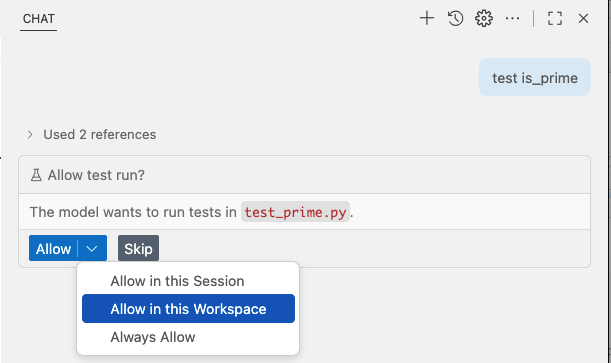 CHAT
test is_prime
Used 2 references
Allow test run?
The model wants to run tests in test_prime.py.
Allow Skip
Allow in this Session
Allow in this Workspace
Always Allow